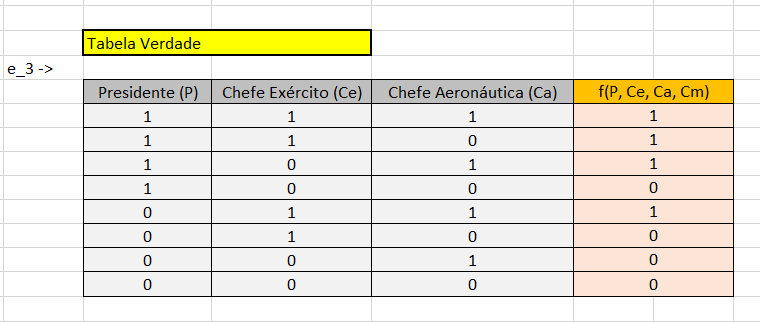 Tabela Verdade
e_3 ->
Presidente (P) Chefe Exército (Ce) Chefe Aeronáutica (Ca) f(P, Ce, Ca, Cm)
1 1 1 1
1 1 0 1
1 0 1 1
1 0 0 0
0 1 1 1
0 1 0 0
0 0 1 0
0 0 0 0